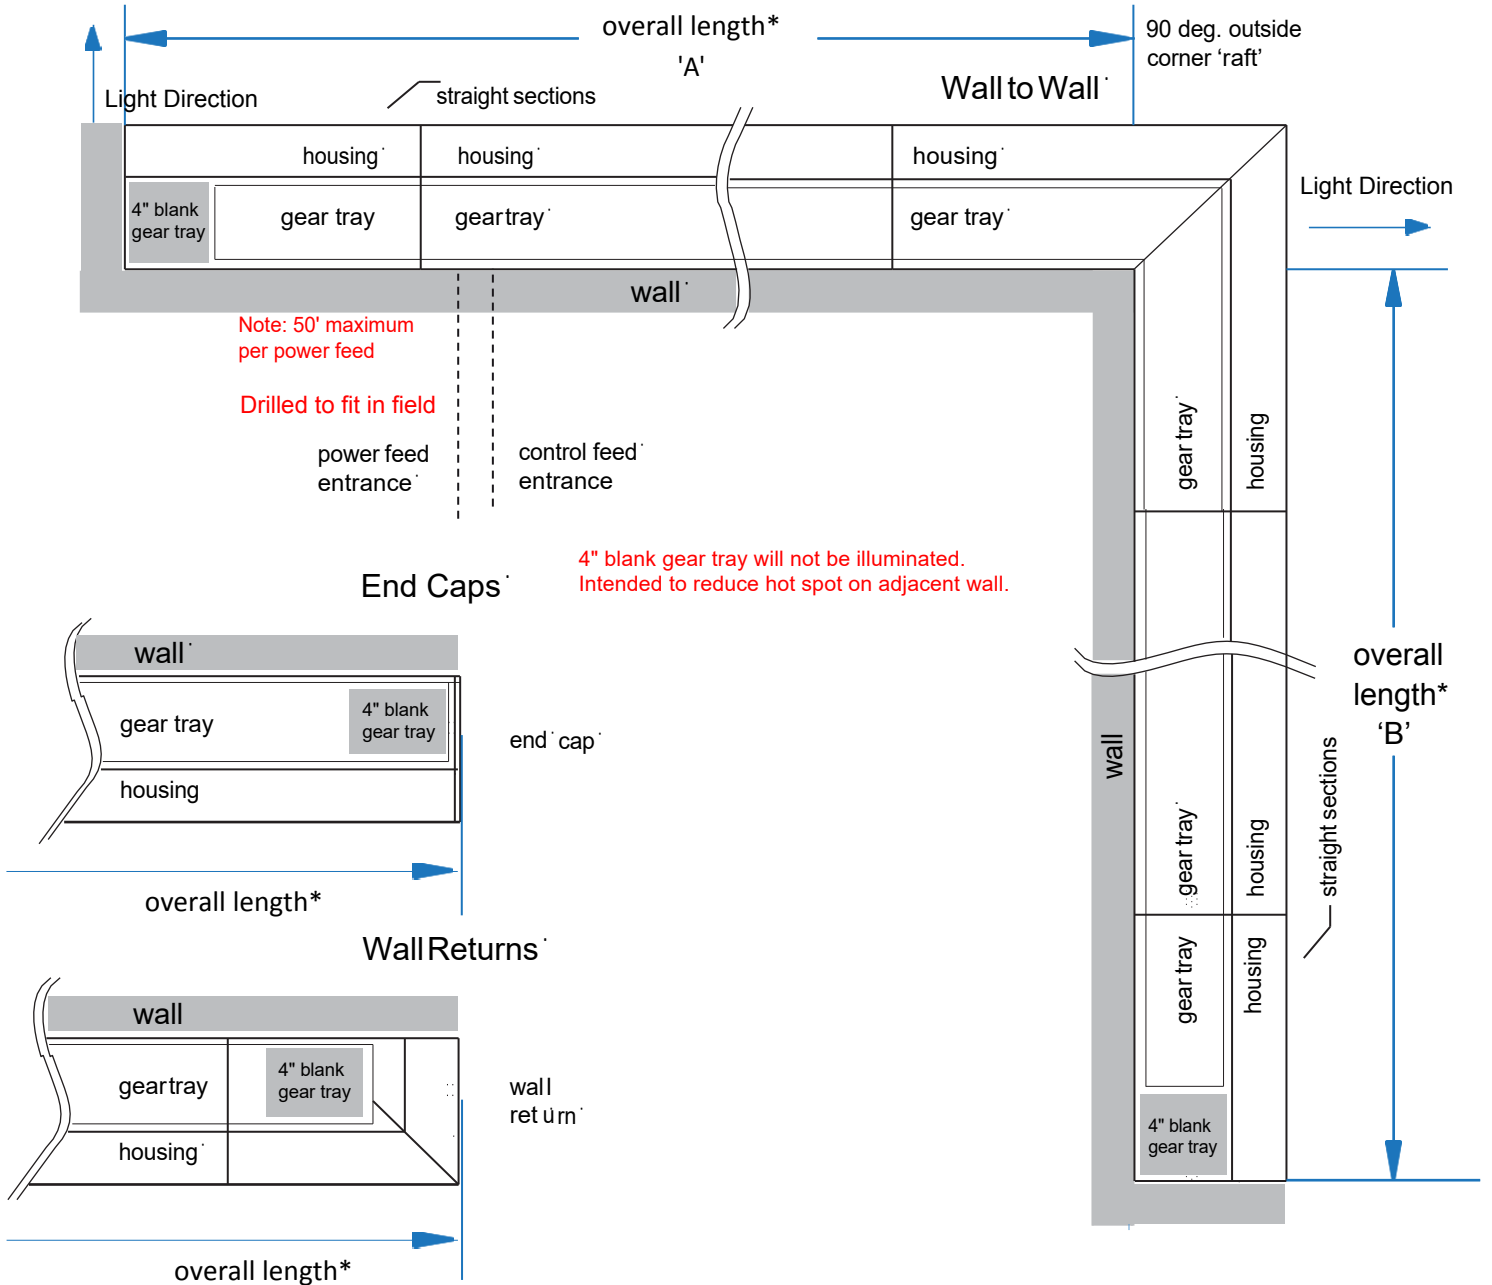 overall length*
'A'
90 deg. outside
corner ‘raft’
Wall to Wall
Light Direction
straight sections
housing
housing
housing
4" blank
gear tray
gear tray
geartray
gear tray
Light Direction
wall
Note: 50' maximum
per power feed
Drilled to fit in field
power feed
entrance
control feed
entrance
gear tray
housing
4" blank gear tray will not be illuminated.
Intended to reduce hot spot on adjacent wall.
End Caps
wall
gear tray
4" blank
gear tray
housing
end cap
overall length*
overall
length*
‘B’
wall
straight sections
gear tray
housing
Wall Returns
gear tray
housing
wall
geartray
4" blank
gear tray
housing
wall
return
4" blank
gear tray
overall length*